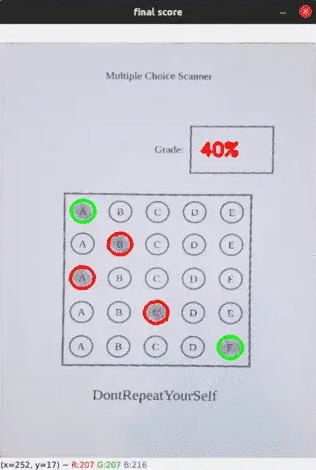 final score
Multiple Choice Scanner
Grade: 40%
A B C D E
A B C D E
A B C D E
A B C D E
A B C D E
DontRepeatYourSelf
(x=252, y=17) ~ R:207 G:207 B:216